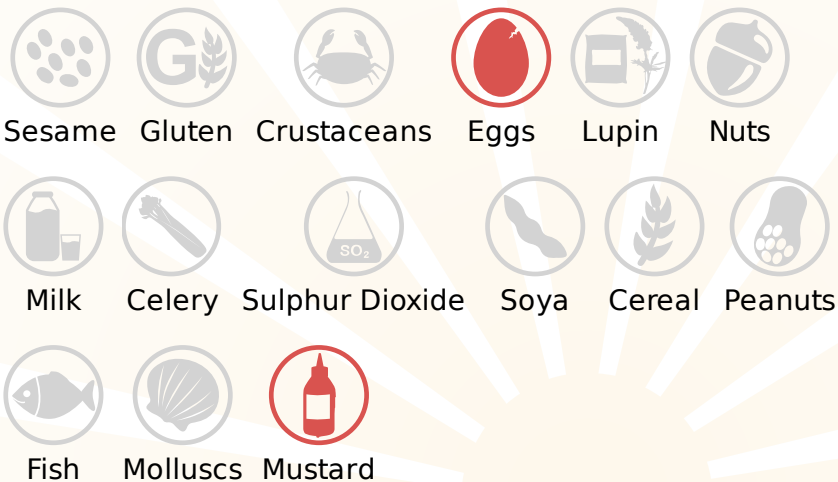 G
Sesame Gluten Crustaceans Eggs Lupin Nuts
SO₂
Milk Celery Sulphur Dioxide Soya Cereal Peanuts
Fish Molluscs Mustard